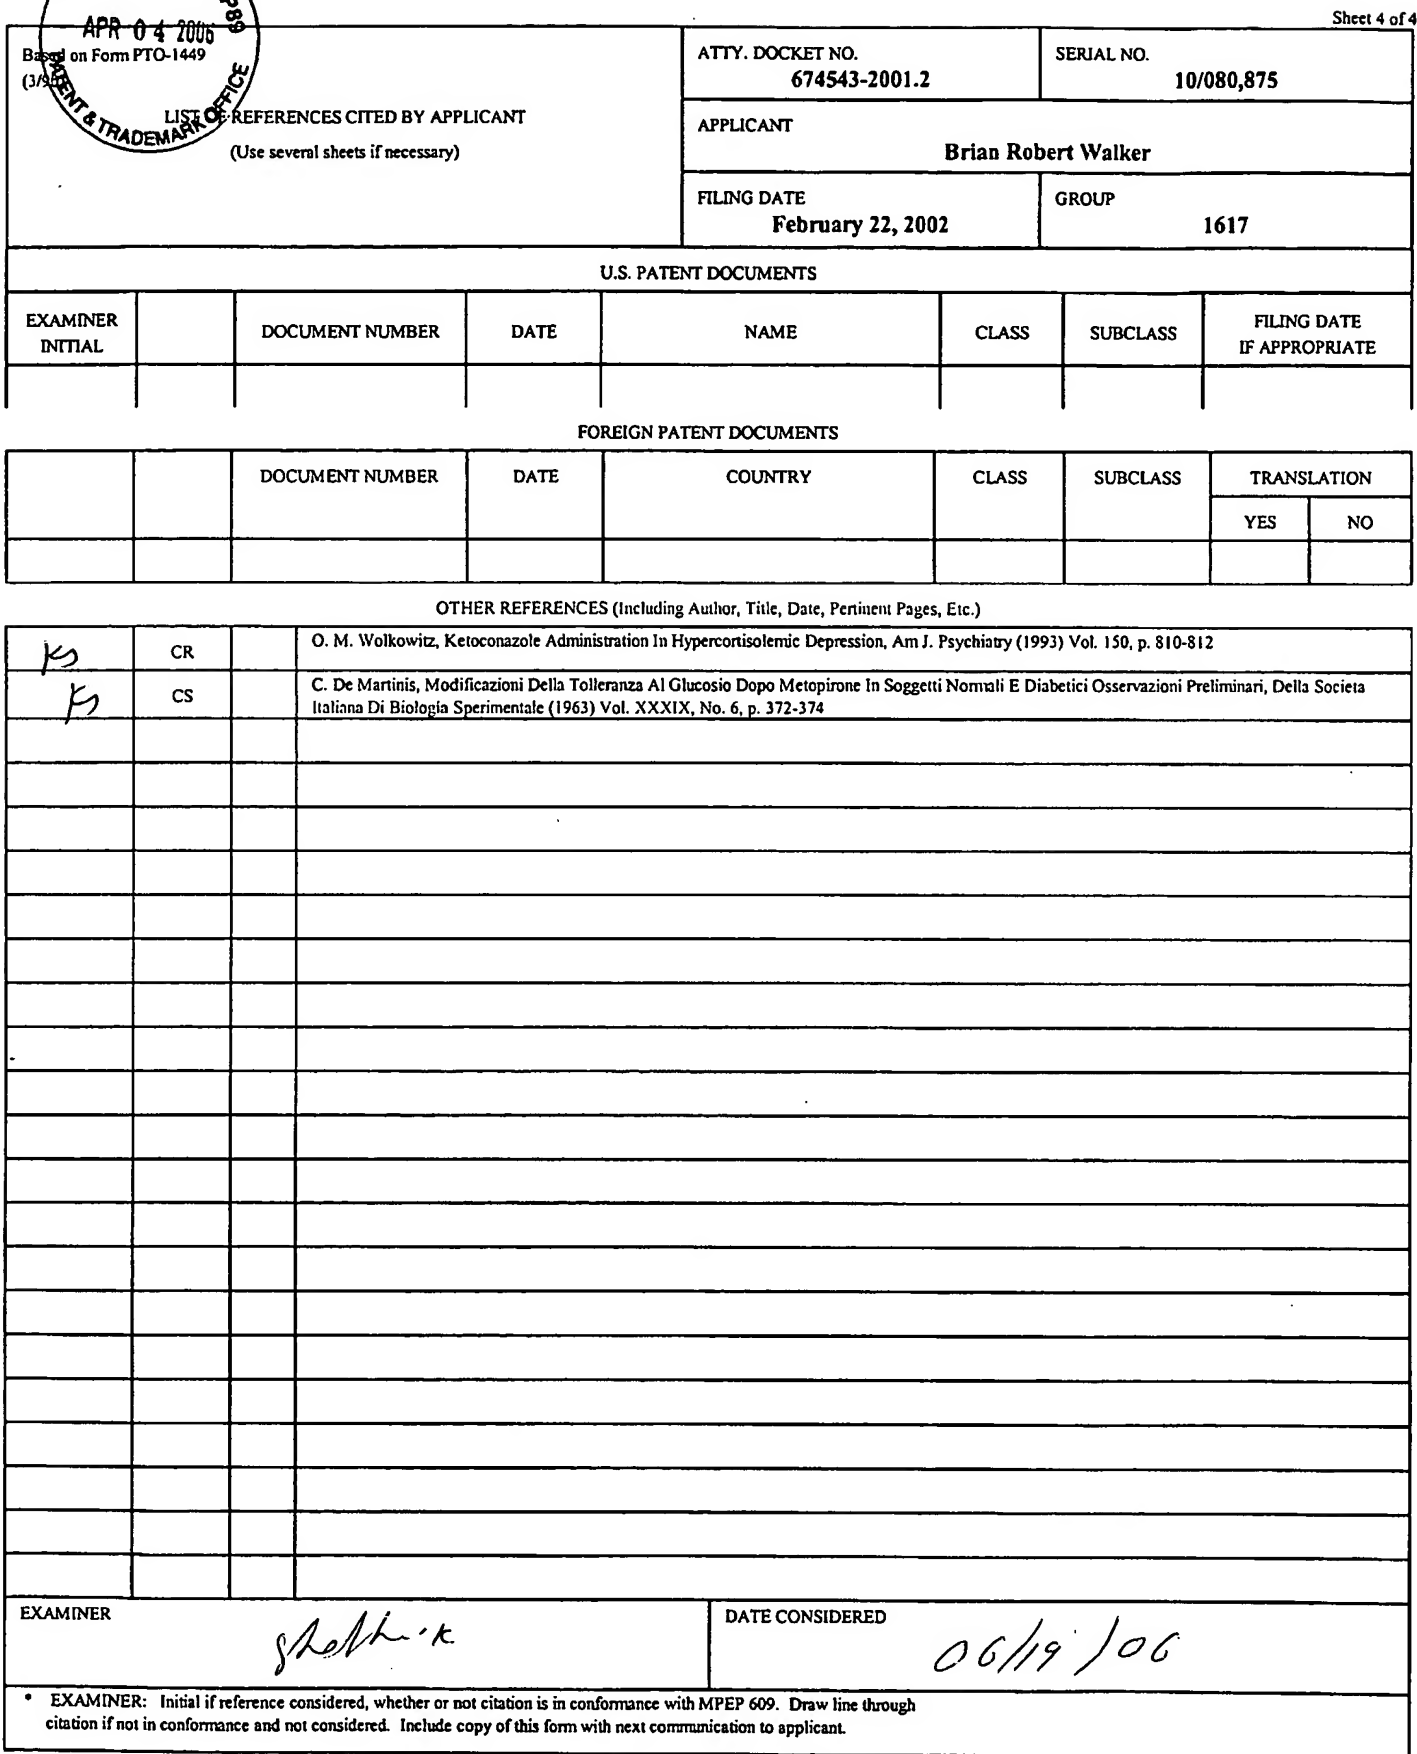 Sheet 4 of 4
APR 04 2006
PATENT & TRADEMARK OFFICE
Based on Form PTO-1449
LIST OF REFERENCES CITED BY APPLICANT
(Use several sheets if necessary)
ATTY. DOCKET NO.
674543-2001.2
SERIAL NO.
10/080,875
APPLICANT
Brian Robert Walker
FILING DATE
February 22, 2002
GROUP
1617
U.S. PATENT DOCUMENTS
EXAMINER INITIAL
DOCUMENT NUMBER
DATE
NAME
CLASS
SUBCLASS
FILING DATE IF APPROPRIATE
FOREIGN PATENT DOCUMENTS
DOCUMENT NUMBER
DATE
COUNTRY
CLASS
SUBCLASS
TRANSLATION
YES
NO
OTHER REFERENCES (Including Author, Title, Date, Pertinent Pages, Etc.)
KS
CR
O. M. Wolkowitz, Ketoconazole Administration In Hypercortisolemic Depression, Am J. Psychiatry (1993) Vol. 150, p. 810-812
KS
CS
C. De Martinis, Modificazioni Della Tolleranza Al Glucosio Dopo Metopirone In Soggetti Normali E Diabetici Osservazioni Preliminari, Della Societa
Italiana Di Biologia Sperimentale (1963) Vol. XXXIX, No. 6, p. 372-374
EXAMINER
DATE CONSIDERED
06/19/06
* EXAMINER: Initial if reference considered, whether or not citation is in conformance with MPEP 609. Draw line through
citation if not in conformance and not considered. Include copy of this form with next communication to applicant.